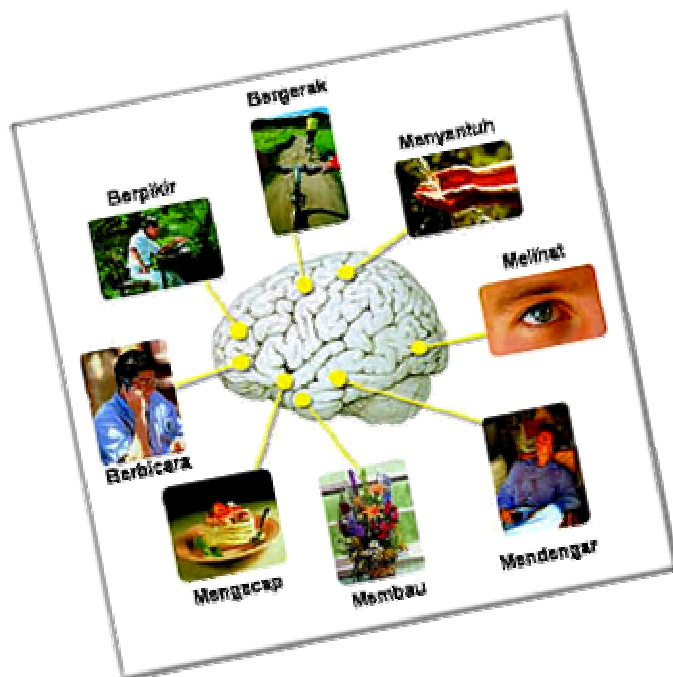 Bergerak
Menyentuh
Berpikir
Melihat
Berbicara
Mengecap
Membau
Mendengar